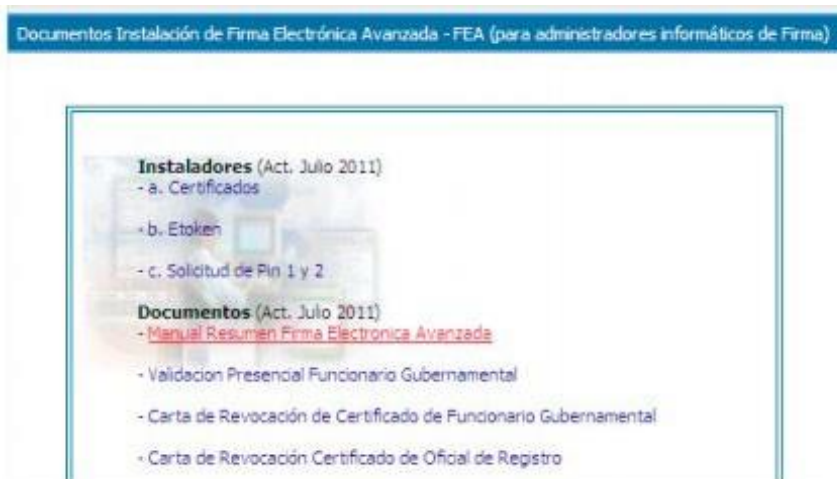 Documentos Instalación de Firma Electrónica Avanzada - FEA (para administradores informáticos de Firma)
Instaladores (Act. Julio 2011)
- a. Certificados
- b. Etoken
- c. Solicitud de Pin 1 y 2
Documentos (Act. Julio 2011)
- Manual Resumen Firma Electronica Avanzada
- Validacion Presencial Funcionario Gubernamental
- Carta de Revocación de Certificado de Funcionario Gubernamental
- Carta de Revocación Certificado de Oficial de Registro